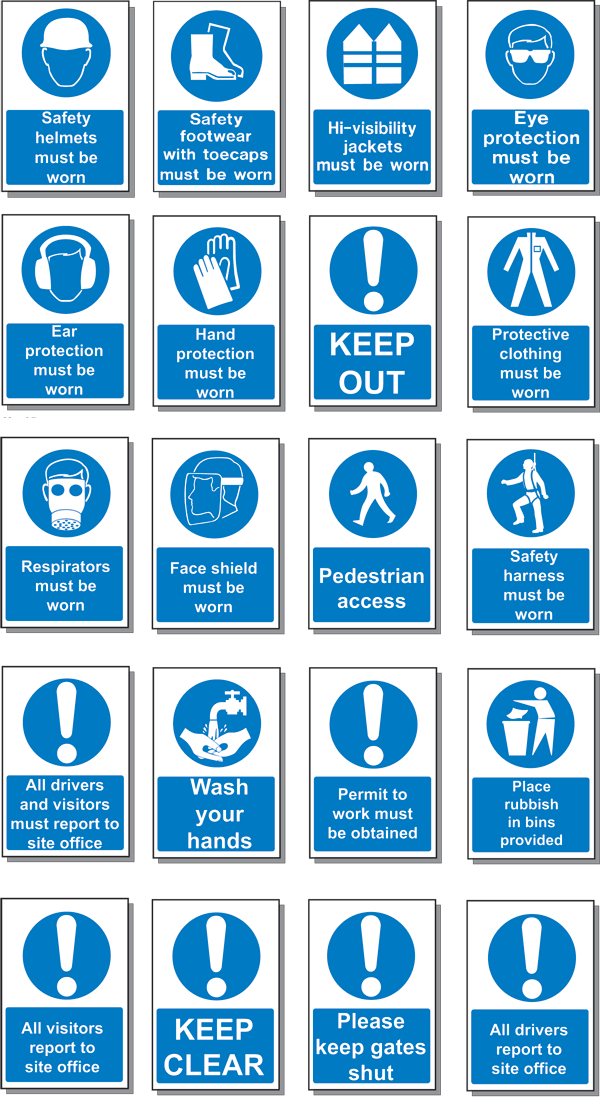 Safety
helmets
must be
worn
Safety
footwear
with toecaps
must be worn
Hi-visibility
jackets
must be worn
Eye
protection
must be
worn
Ear
protection
must be
worn
Hand
protection
must be
worn
KEEP
OUT
Protective
clothing
must be
worn
Respirators
must be
worn
Face shield
must be
worn
Pedestrian
access
Safety
harness
must be
worn
All drivers
and visitors
must report to
site office
Wash
your
hands
Permit to
work must
be obtained
Place
rubbish
in bins
provided
All visitors
report to
site office
KEEP
CLEAR
Please
keep gates
shut
All drivers
report to
site office